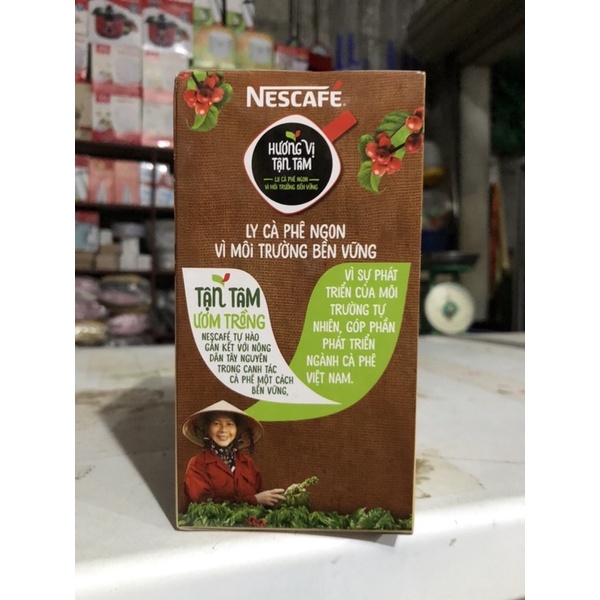 NESCAFÉ®
HƯƠNG VỊ
TẬN TÂM
LY CÀ PHÊ NGON
VÌ MÔI TRƯỜNG BỀN VỮNG
LY CÀ PHÊ NGON
VÌ MÔI TRƯỜNG BỀN VỮNG
TẬN TÂM
ƯƠM TRỒNG
NESCAFÉ TỰ HÀO
GẮN KẾT VỚI NÔNG
DÂN TÂY NGUYÊN
TRONG CANH TÁC
CÀ PHÊ MỘT CÁCH
BỀN VỮNG,
VÌ SỰ PHÁT
TRIỂN CỦA MÔI
TRƯỜNG TỰ
NHIÊN, GÓP PHẦN
PHÁT TRIỂN
NGÀNH CÀ PHÊ
VIỆT NAM.